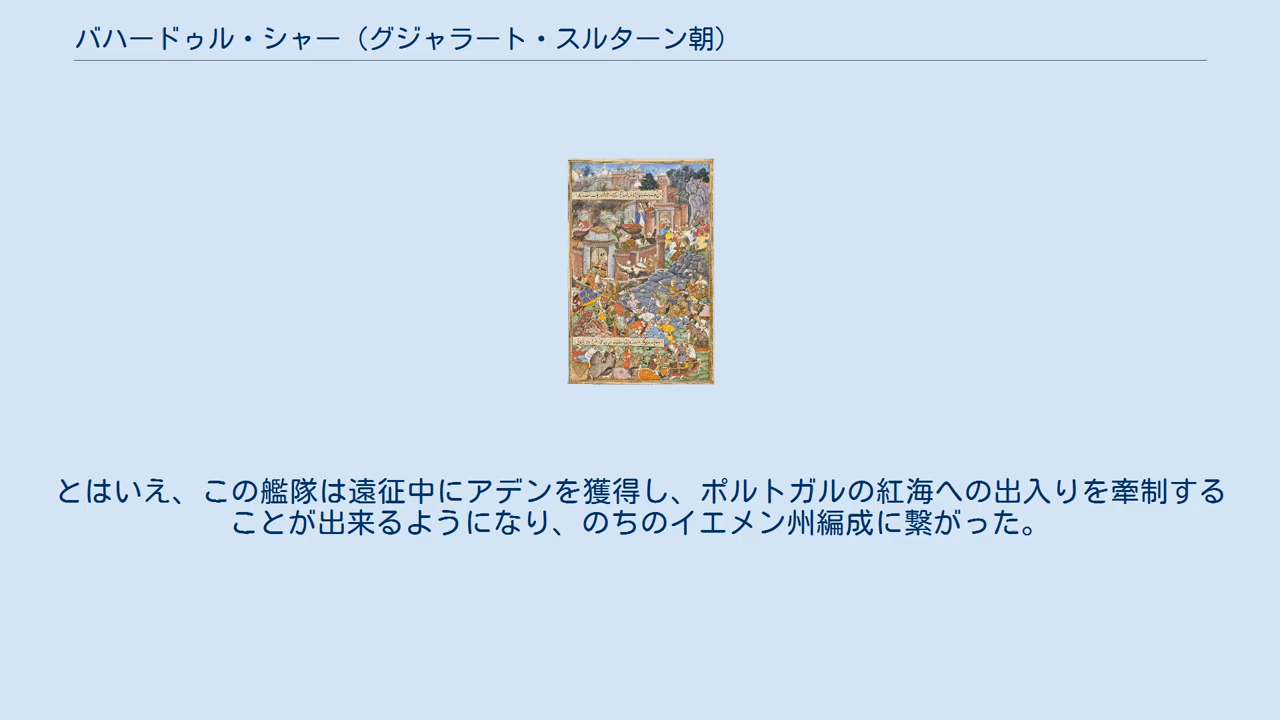 バハードゥル・シャー（グジャラート・スルターン朝）
とはいえ、この艦隊は遠征中にアデンを獲得し、ポルトガルの紅海への出入りを牽制する
ことが出来るようになり、のちのイエメン州編成に繋がった。